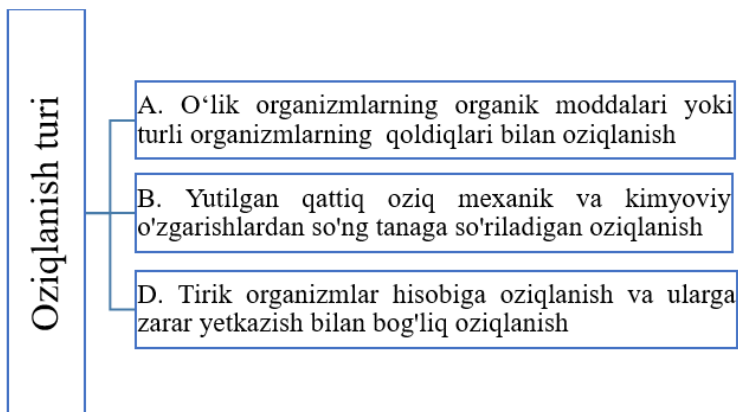 Oziqlanish turi
A. O‘lik organizmlarning organik moddalari yoki
turli organizmlarning qoldiqlari bilan oziqlanish
B. Yutilgan qattiq oziq mexanik va kimyoviy
o'zgarishlardan so'ng tanaga so'riladigan oziqlanish
D. Tirik organizmlar hisobiga oziqlanish va ularga
zarar yetkazish bilan bog'liq oziqlanish